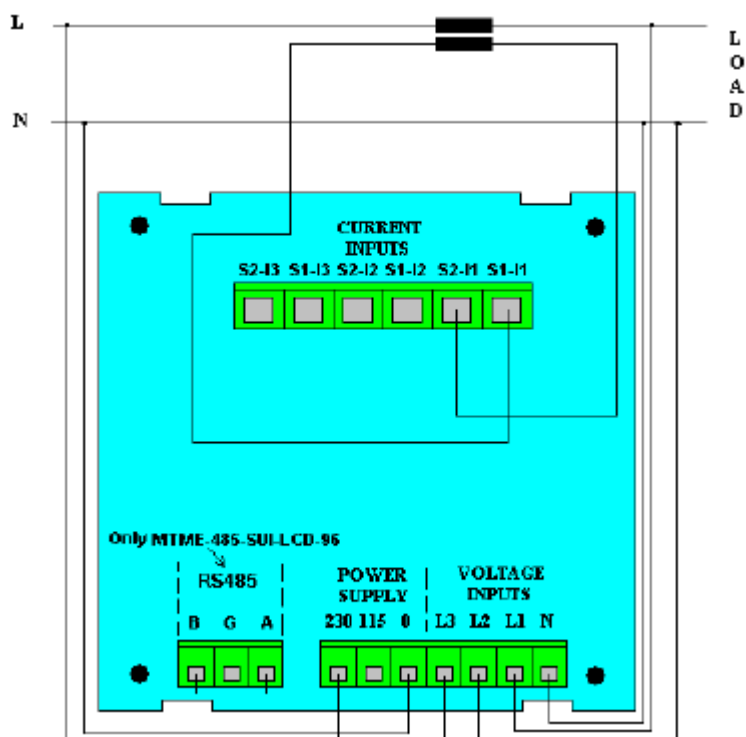 L
N
LOAD
CURRENT
INPUTS
S2-I3 S1-I3 S2-I2 S1-I2 S2-I1 S1-I1
Only MTME-485-SUI-LCD-96
RS485
B G A
POWER
SUPPLY
230 115 0
VOLTAGE
INPUTS
L3 L2 L1 N